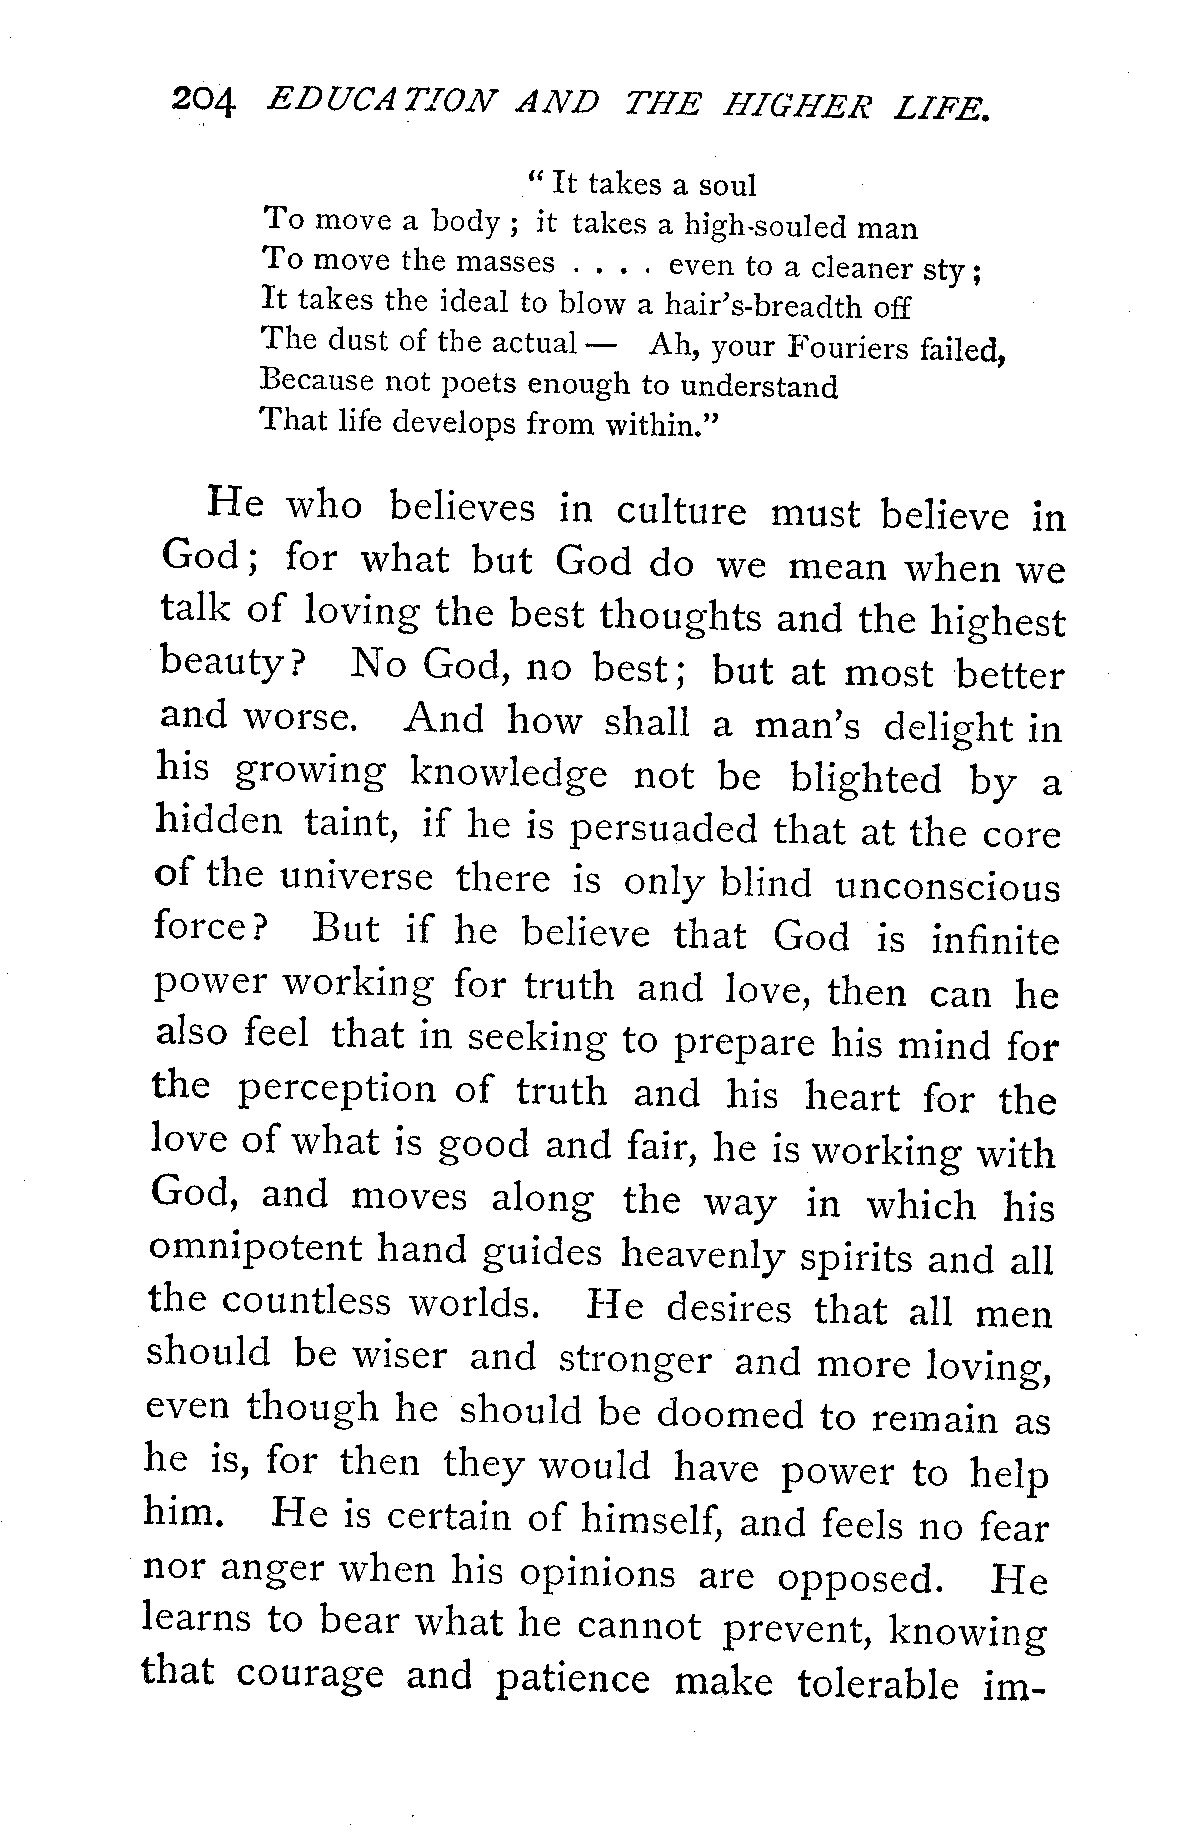 204 EDUCATION AND THE HIGHER LIFE.
“ It takes a soul
To move a body ; it takes a high-souled man
To move the masses . . . . even to a cleaner sty ;
It takes the ideal to blow a hair’s-breadth off
The dust of the actual — Ah, your Fouriers failed,
Because not poets enough to understand
That life develops from within.”
He who believes in culture must believe in
God ; for what but God do we mean when we
talk of loving the best thoughts and the highest
beauty ? No God, no best ; but at most better
and worse. And how shall a man’s delight in
his growing knowledge not be blighted by a
hidden taint, if he is persuaded that at the core
of the universe there is only blind unconscious
force ? But if he believe that God is infinite
power working for truth and love, then can he
also feel that in seeking to prepare his mind for
the perception of truth and his heart for the
love of what is good and fair, he is working with
God, and moves along the way in which his
omnipotent hand guides heavenly spirits and all
the countless worlds. He desires that all men
should be wiser and stronger and more loving,
even though he should be doomed to remain as
he is, for then they would have power to help
him. He is certain of himself, and feels no fear
nor anger when his opinions are opposed. He
learns to bear what he cannot prevent, knowing
that courage and patience make tolerable im-